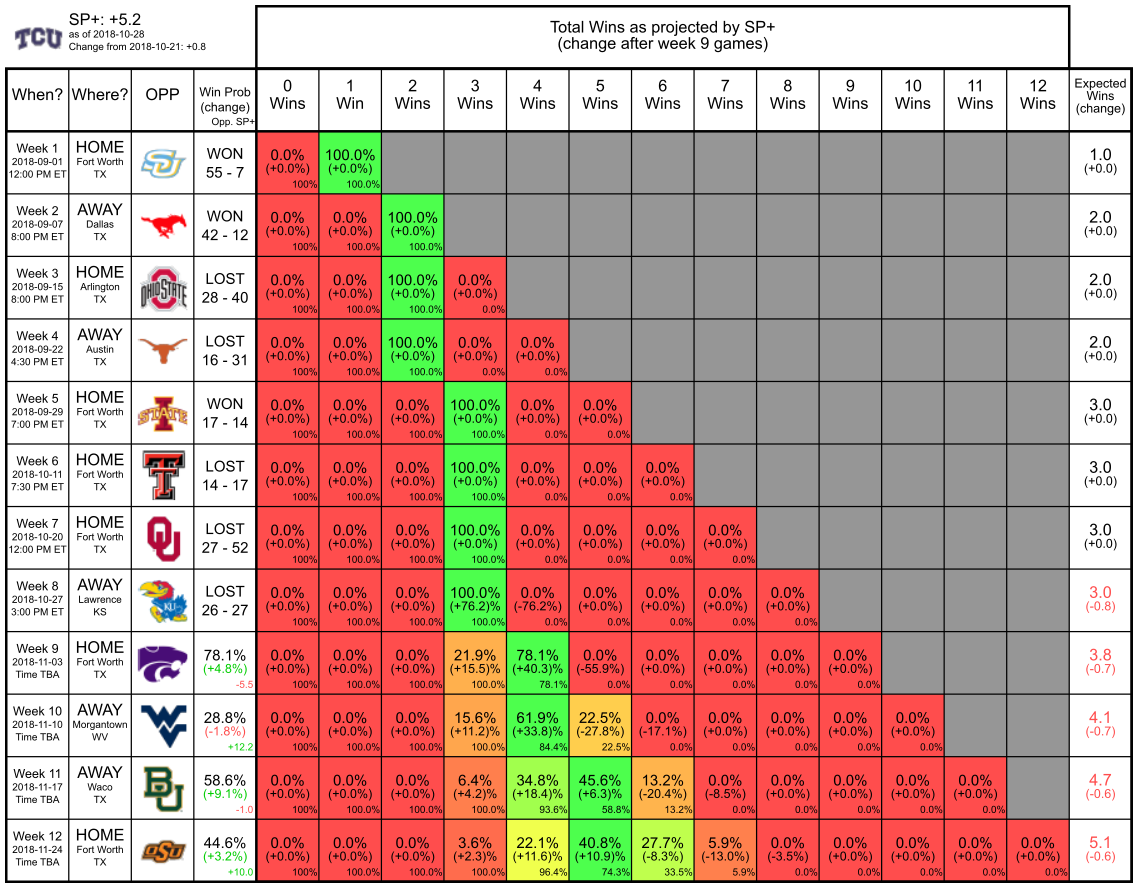 TCU
SP+: +5.2
as of 2018-10-28
Change from 2018-10-21: +0.8
Total Wins as projected by SP+
(change after week 9 games)
When?
Where?
OPP
Win Prob
(change)
Opp. SP+
0
Wins
1
Win
2
Wins
3
Wins
4
Wins
5
Wins
6
Wins
7
Wins
8
Wins
9
Wins
10
Wins
11
Wins
12
Wins
Expected
Wins
(change)
Week 1
2018-09-01
12:00 PM ET
HOME
Fort Worth
TX
SJ
WON
55 - 7
0.0%
(+0.0%)
100%
100.0%
(+0.0%)
100.0%
1.0
(+0.0)
Week 2
2018-09-07
8:00 PM ET
AWAY
Dallas
TX
WON
42 - 12
0.0%
(+0.0%)
100%
0.0%
(+0.0%)
100.0%
100.0%
(+0.0%)
100.0%
2.0
(+0.0)
Week 3
2018-09-15
8:00 PM ET
HOME
Arlington
TX
OHIO STATE
LOST
28 - 40
0.0%
(+0.0%)
100%
0.0%
(+0.0%)
100.0%
100.0%
(+0.0%)
100.0%
0.0%
(+0.0%)
0.0%
2.0
(+0.0)
Week 4
2018-09-22
4:30 PM ET
AWAY
Austin
TX
LOST
16 - 31
0.0%
(+0.0%)
100%
0.0%
(+0.0%)
100.0%
100.0%
(+0.0%)
100.0%
0.0%
(+0.0%)
0.0%
0.0%
(+0.0%)
0.0%
2.0
(+0.0)
Week 5
2018-09-29
7:00 PM ET
HOME
Fort Worth
TX
I STATE
WON
17 - 14
0.0%
(+0.0%)
100%
0.0%
(+0.0%)
100.0%
0.0%
(+0.0%)
100.0%
100.0%
(+0.0%)
100.0%
0.0%
(+0.0%)
0.0%
0.0%
(+0.0%)
0.0%
3.0
(+0.0)
Week 6
2018-10-11
7:30 PM ET
HOME
Fort Worth
TX
T
LOST
14 - 17
0.0%
(+0.0%)
100%
0.0%
(+0.0%)
100.0%
0.0%
(+0.0%)
100.0%
100.0%
(+0.0%)
100.0%
0.0%
(+0.0%)
0.0%
0.0%
(+0.0%)
0.0%
0.0%
(+0.0%)
0.0%
3.0
(+0.0)
Week 7
2018-10-20
12:00 PM ET
HOME
Fort Worth
TX
OU
LOST
27 - 52
0.0%
(+0.0%)
100%
0.0%
(+0.0%)
100.0%
0.0%
(+0.0%)
100.0%
100.0%
(+0.0%)
100.0%
0.0%
(+0.0%)
0.0%
0.0%
(+0.0%)
0.0%
0.0%
(+0.0%)
0.0%
0.0%
(+0.0%)
0.0%
3.0
(+0.0)
Week 8
2018-10-27
3:00 PM ET
AWAY
Lawrence
KS
KU
LOST
26 - 27
0.0%
(+0.0%)
100%
0.0%
(+0.0%)
100.0%
0.0%
(+0.0%)
100.0%
100.0%
(+76.2)%
100.0%
0.0%
(-76.2%)
0.0%
0.0%
(+0.0%)
0.0%
0.0%
(+0.0%)
0.0%
0.0%
(+0.0%)
0.0%
0.0%
(+0.0%)
0.0%
3.0
(-0.8)
Week 9
2018-11-03
Time TBA
HOME
Fort Worth
TX
78.1%
(+4.8%)
-5.5
0.0%
(+0.0%)
100%
0.0%
(+0.0%)
100.0%
0.0%
(+0.0%)
100.0%
21.9%
(+15.5)%
100.0%
78.1%
(+40.3)%
78.1%
0.0%
(-55.9%)
0.0%
0.0%
(+0.0%)
0.0%
0.0%
(+0.0%)
0.0%
0.0%
(+0.0%)
0.0%
0.0%
(+0.0%)
0.0%
3.8
(-0.7)
Week 10
2018-11-10
Time TBA
AWAY
Morgantown
WV
WV
28.8%
(-1.8%)
+12.2
0.0%
(+0.0%)
100%
0.0%
(+0.0%)
100.0%
0.0%
(+0.0%)
100.0%
15.6%
(+11.2)%
100.0%
61.9%
(+33.8)%
84.4%
22.5%
(-27.8%)
22.5%
0.0%
(-17.1%)
0.0%
0.0%
(+0.0%)
0.0%
0.0%
(+0.0%)
0.0%
0.0%
(+0.0%)
0.0%
0.0%
(+0.0%)
0.0%
4.1
(-0.7)
Week 11
2018-11-17
Time TBA
AWAY
Waco
TX
BU
58.6%
(+9.1%)
-1.0
0.0%
(+0.0%)
100%
0.0%
(+0.0%)
100.0%
0.0%
(+0.0%)
100.0%
6.4%
(+4.2)%
100.0%
34.8%
(+18.4)%
93.6%
45.6%
(+6.3)%
58.8%
13.2%
(-20.4%)
13.2%
0.0%
(-8.5%)
0.0%
0.0%
(+0.0%)
0.0%
0.0%
(+0.0%)
0.0%
0.0%
(+0.0%)
0.0%
0.0%
(+0.0%)
0.0%
4.7
(-0.6)
Week 12
2018-11-24
Time TBA
HOME
Fort Worth
TX
OSU
44.6%
(+3.2%)
+10.0
0.0%
(+0.0%)
100%
0.0%
(+0.0%)
100.0%
0.0%
(+0.0%)
100.0%
3.6%
(+2.3)%
100.0%
22.1%
(+11.6)%
96.4%
40.8%
(+10.9)%
74.3%
27.7%
(-8.3%)
33.5%
5.9%
(-13.0%)
5.9%
0.0%
(-3.5%)
0.0%
0.0%
(+0.0%)
0.0%
0.0%
(+0.0%)
0.0%
0.0%
(+0.0%)
0.0%
0.0%
(+0.0%)
0.0%
5.1
(-0.6)